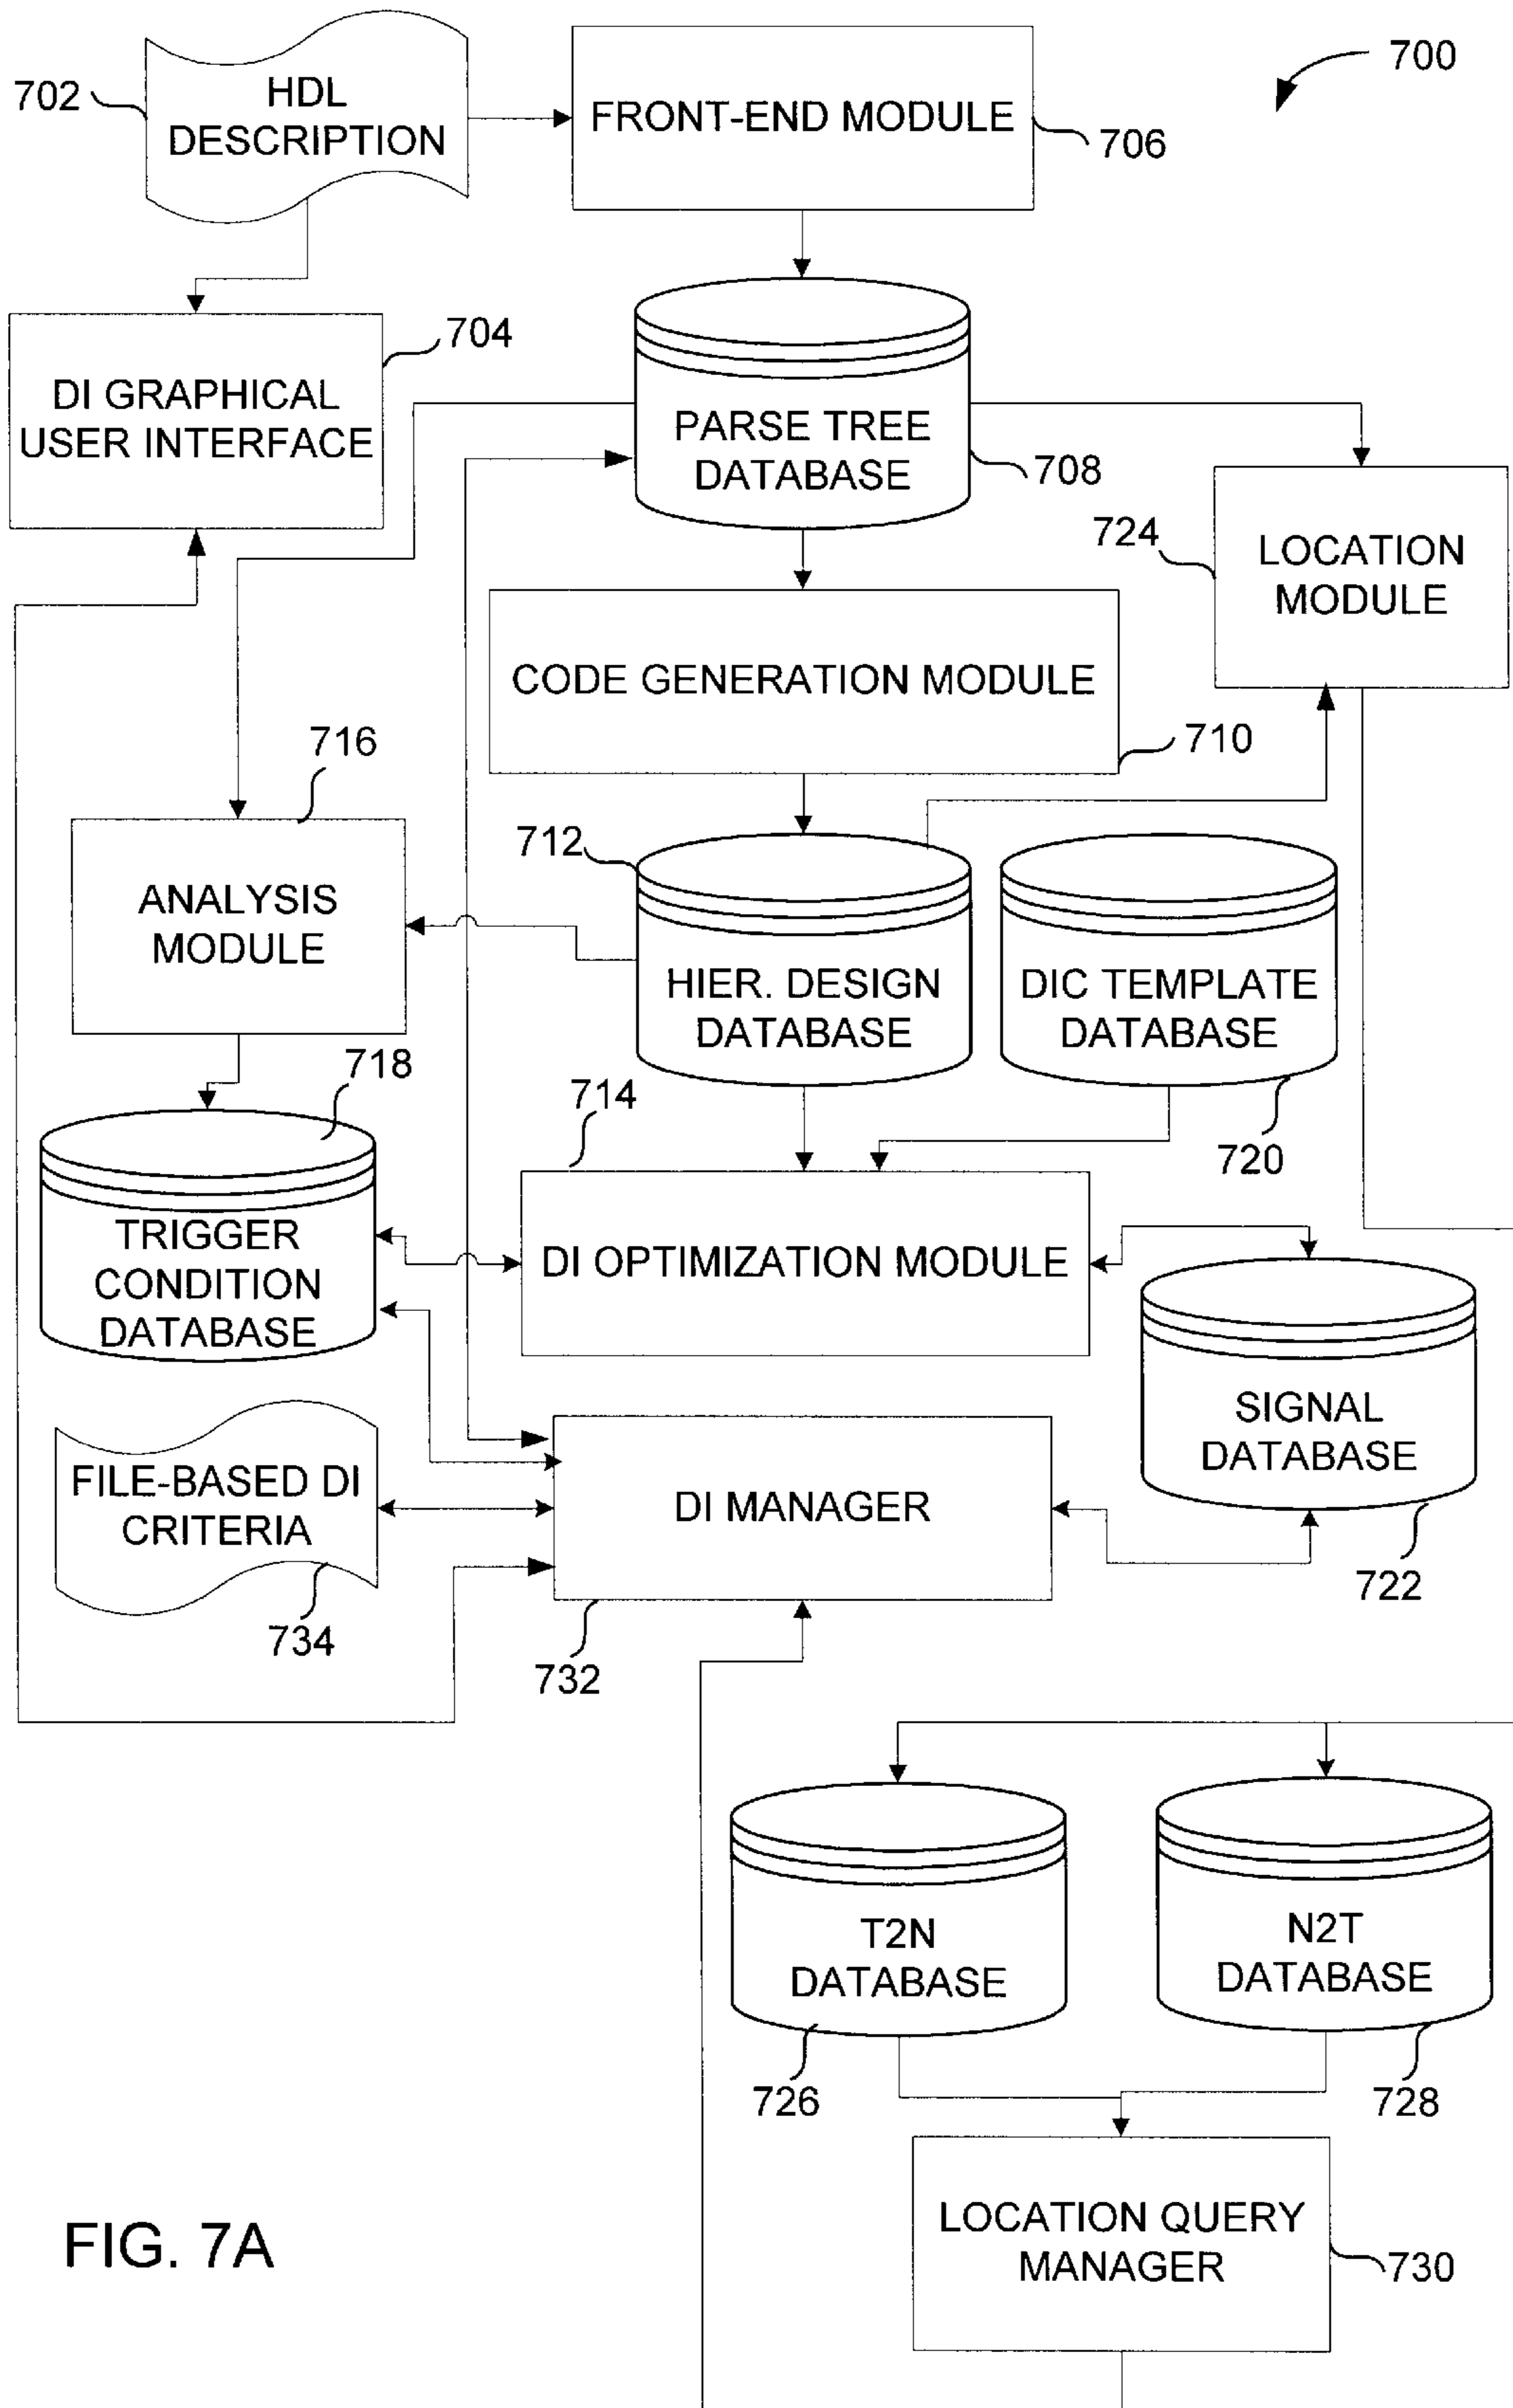 700
702
HDL
DESCRIPTION
FRONT-END MODULE
706
704
DI GRAPHICAL
USER INTERFACE
PARSE TREE
DATABASE
708
724
LOCATION
MODULE
CODE GENERATION MODULE
710
716
ANALYSIS
MODULE
712
HIER. DESIGN
DATABASE
DIC TEMPLATE
DATABASE
720
718
TRIGGER
CONDITION
DATABASE
714
DI OPTIMIZATION MODULE
SIGNAL
DATABASE
722
FILE-BASED DI
CRITERIA
734
DI MANAGER
732
T2N
DATABASE
726
N2T
DATABASE
728
LOCATION QUERY
MANAGER
730
FIG. 7A